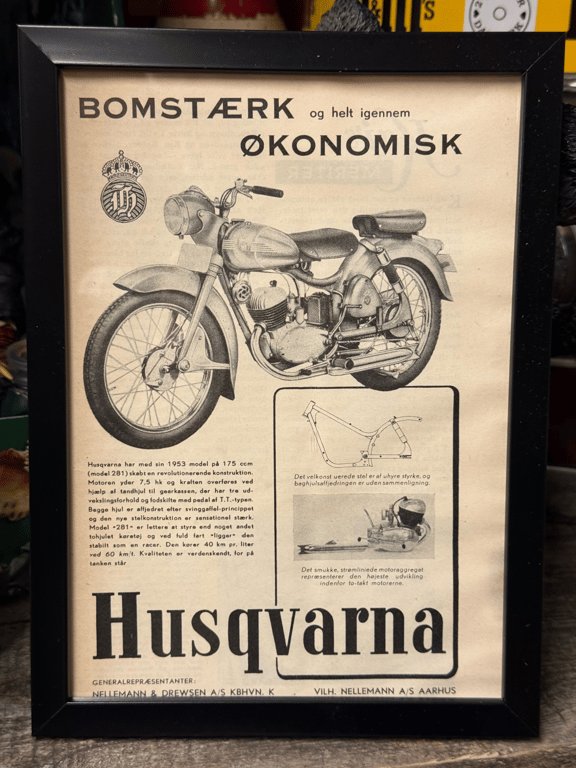 BOMSTÆRK og helt igennem
ØKONOMISK
Husqvarna har med sin 1953 model på 175 ccm
(model 281) skabt en revolutionerende konstruktion.
Motoren yder 7,5 hk og kraften overføres ved
hjælp af tandhjul til gearkassen, der har tre ud-
vekslingsforhold og fodskifte med pedal af T.T.-typen.
Bagge hjul er affjedret efter svinggaffel-princippet
og den nye stelkonstruktion er sensationel stærk.
Model "281" er lettere at styre end noget andet
tohjulet køretøj og ved fuld fart "ligger" den
stabilt som en racer. Den kører 40 km pr. liter
ved 60 km/t. Kvaliteten er verdenskendt, for på
tanken står
Det velkonst uerede stel er af uhyre styrke, og
baghjulsaffjedringen er uden sammenligning.
Det smukke, strømliniede motoraggregat
repræsenterer den højeste udvikling
indenfor to-takt motorerne.
Husqvarna
GENERALREPRÆSENTANTER:
NELLEMANN & DREWSEN A/S KBHVN. K . VILH. NELLEMANN A/S AARHUS